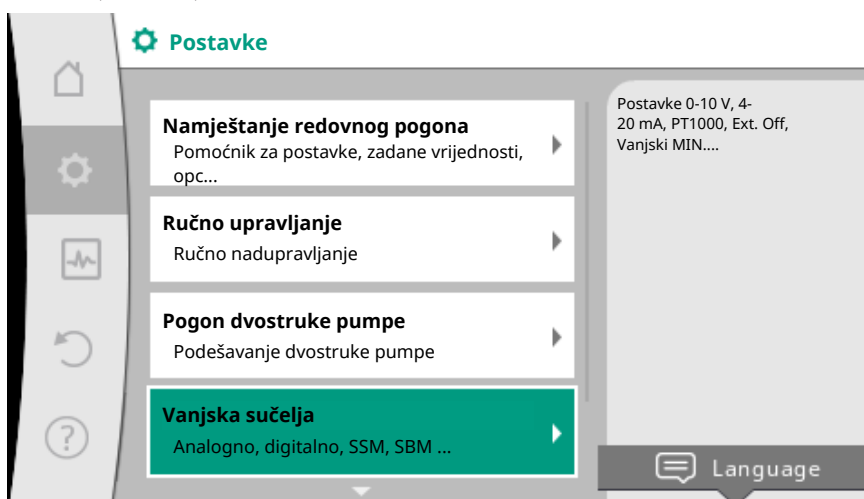 Postavke
Namještanje redovnog pogona
Pomoćnik za postavke, zadane vrijednosti,
opc...
Ručno upravljanje
Ručno nadupravljanje
Pogon dvostruke pumpe
Podešavanje dvostruke pumpe
Vanjska sučelja
Analogno, digitalno, SSM, SBM ...
Postavke 0-10 V, 4-
20 mA, PT1000, Ext. Off,
Vanjski MIN....
Language